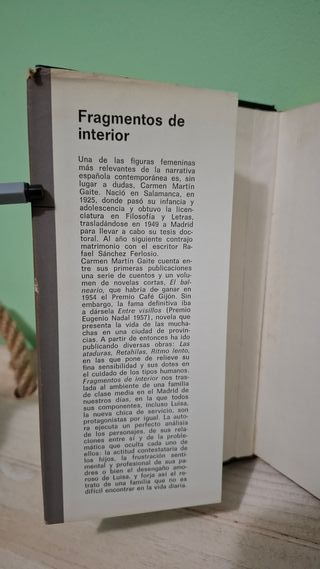 Fragmentos de
interior
Una de las figuras femeninas
más relevantes de la narrativa
española contemporánea es, sin
lugar a dudas, Carmen Martín
Gaite. Nació en Salamanca, en
1925, donde pasó su infancia y
adolescencia y obtuvo la licen-
ciatura en Filosofía y Letras,
trasladándose en 1949 a Madrid
para llevar a cabo su tesis doc-
toral. Al año siguiente contrajo
matrimonio con el escritor Ra-
fael Sánchez Ferlosio.
Carmen Martín Gaite cuenta en-
tre sus primeras publicaciones
una serie de cuentos y un volu-
men de novelas cortas, El bal-
neario, que habría de ganar en
1954 el Premio Café Gijón. Sin
embargo, la fama definitiva iba
a dársela Entre visillos (Premio
Eugenio Nadal 1957), novela que
presenta la vida de las mucha-
chas en una ciudad de provin-
cias. A partir de entonces ha ido
publicando diversas obras: Las
ataduras, Retahílas, Ritmo lento,
en las que pone de relieve su
fina sensibilidad y sus dotes en
el cuidado de los tipos humanos.
Fragmentos de interior nos tras-
lada al ambiente de una familia
de clase media en el Madrid de
nuestros días, en la que todos
sus componentes, incluso Luisa,
la nueva chica de servicio, son
protagonistas por igual. La auto-
ra ejecuta un perfecto análisis
de los personajes, de sus rela-
ciones entre sí y de la proble-
mática que oculta cada uno de
ellos: la actitud contestataria de
los hijos, la frustración senti-
mental y profesional de sus pa-
dres o bien el desengaño amo-
roso de Luisa, y forja así el re-
trato de una familia que no es
difícil encontrar en la vida diaria.